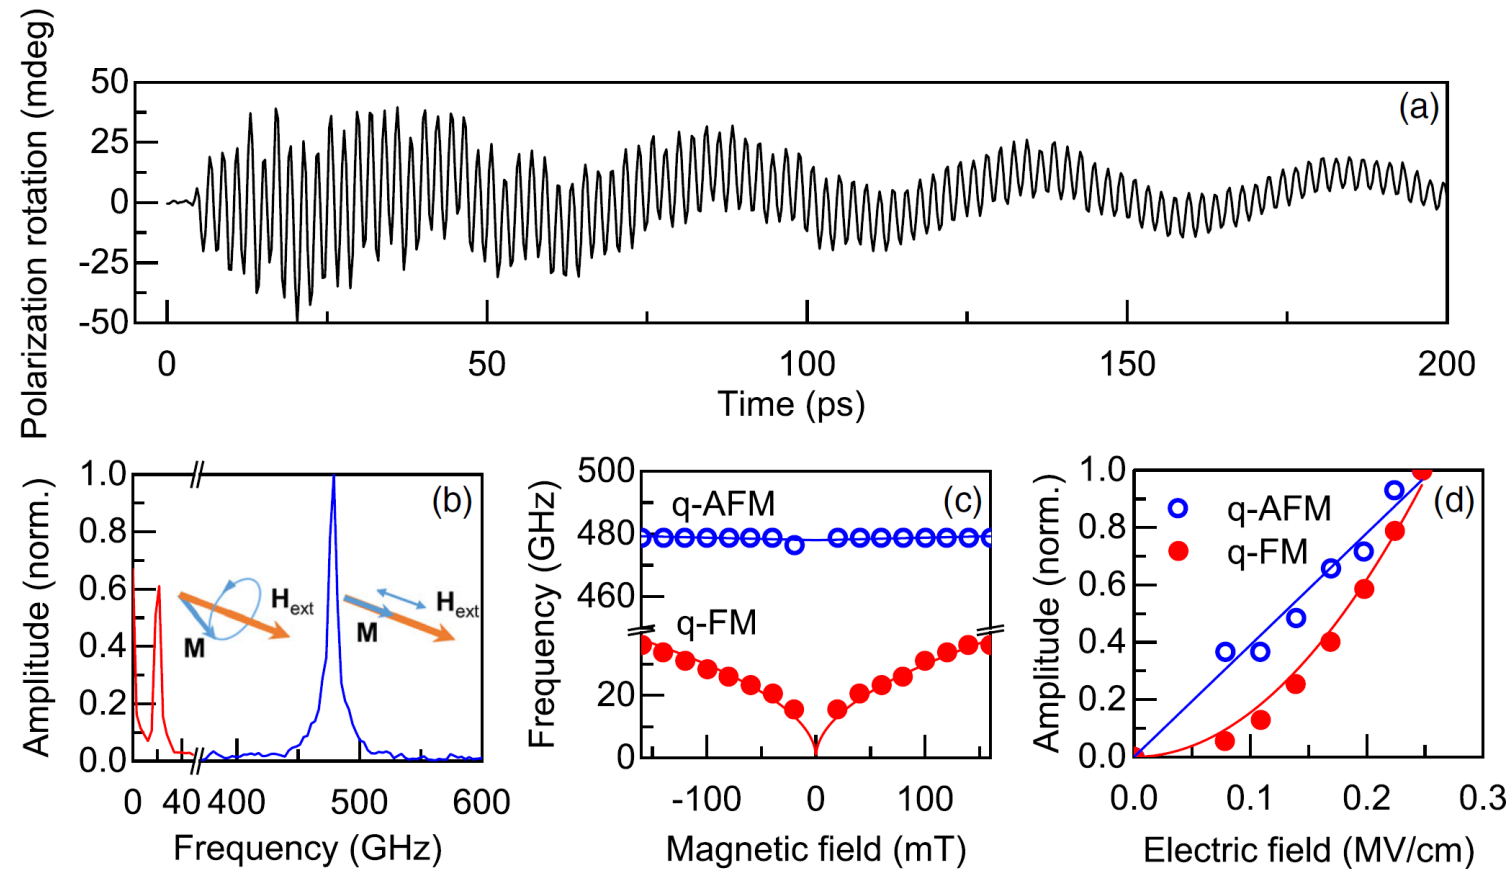 Polarization rotation (mdeg)
50
25
0
-25
-50
(a)
0 50 100 150 200
Time (ps)
Amplitude (norm.)
1.0
0.8
0.6
0.4
0.2
0.0
(b)
Hext
M
Hext
M
0 40 400 500 600
Frequency (GHz)
Frequency (GHz)
500
480
460
20
0
(c)
q-AFM
q-FM
-100 0 100
Magnetic field (mT)
Amplitude (norm.)
1.0
0.8
0.6
0.4
0.2
0.0
(d)
q-AFM
q-FM
0.0 0.1 0.2 0.3
Electric field (MV/cm)